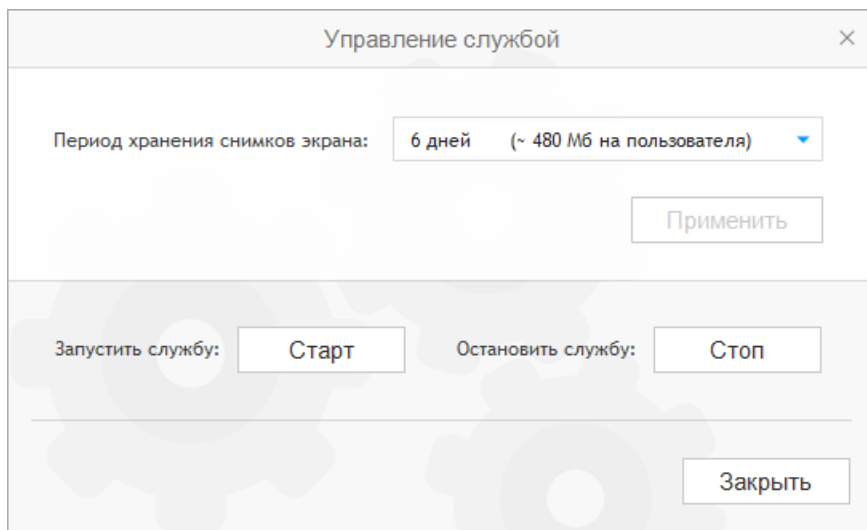 Управление службой
Период хранения снимков экрана: 6 дней (~ 480 Мб на пользователя)
Применить
Запустить службу: Старт Остановить службу: Стоп
Закрыть